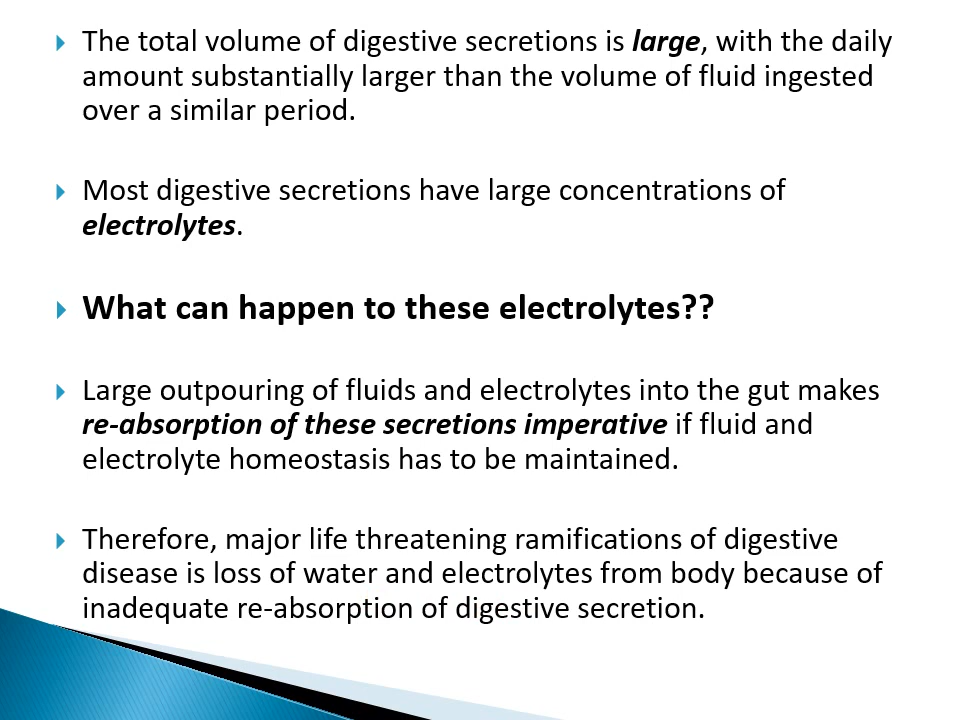 The total volume of digestive secretions is large, with the daily
amount substantially larger than the volume of fluid ingested
over a similar period.
Most digestive secretions have large concentrations of
electrolytes.
What can happen to these electrolytes??
Large outpouring of fluids and electrolytes into the gut makes
re-absorption of these secretions imperative if fluid and
electrolyte homeostasis has to be maintained.
Therefore, major life threatening ramifications of digestive
disease is loss of water and electrolytes from body because of
inadequate re-absorption of digestive secretion.